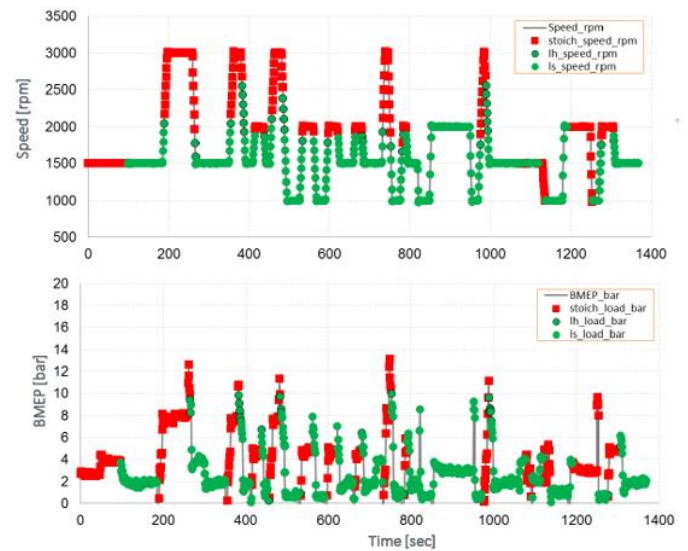 3500
3000
2500
2000
1500
1000
500
Speed [rpm]
Speed_rpm
stoich_speed_rpm
lh_speed_rpm
ls_speed_rpm
0 200 400 600 800 1000 1200 1400
20
18
16
14
12
10
8
6
4
2
0
BMEP [bar]
BMEP_bar
stoich_load_bar
lh_load_bar
ls_load_bar
0 200 400 600 800 1000 1200 1400
Time [sec]